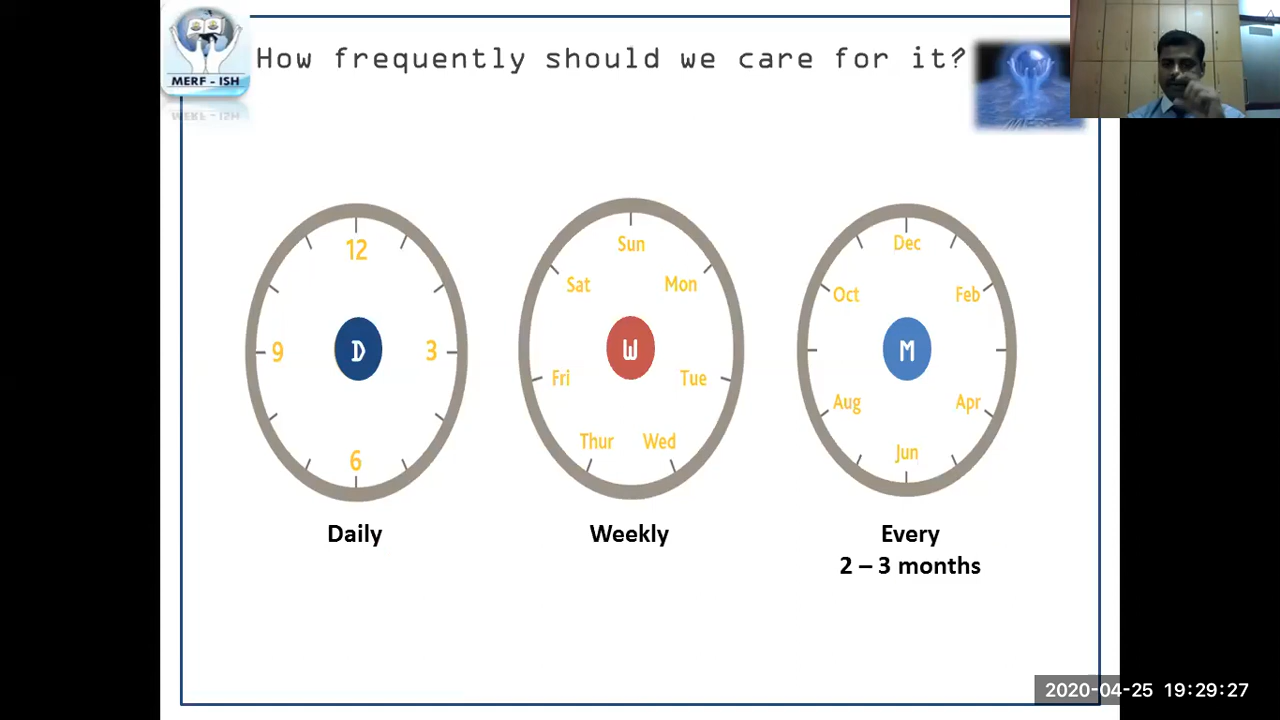 How frequently should we care for it?
MERF - ISH
12
9
D
3
6
Daily
Sun
Sat
Mon
W
Fri
Tue
Thur
Wed
Weekly
Dec
Oct
Feb
M
Aug
Apr
Jun
Every
2 – 3 months
2020-04-25 19:29:27